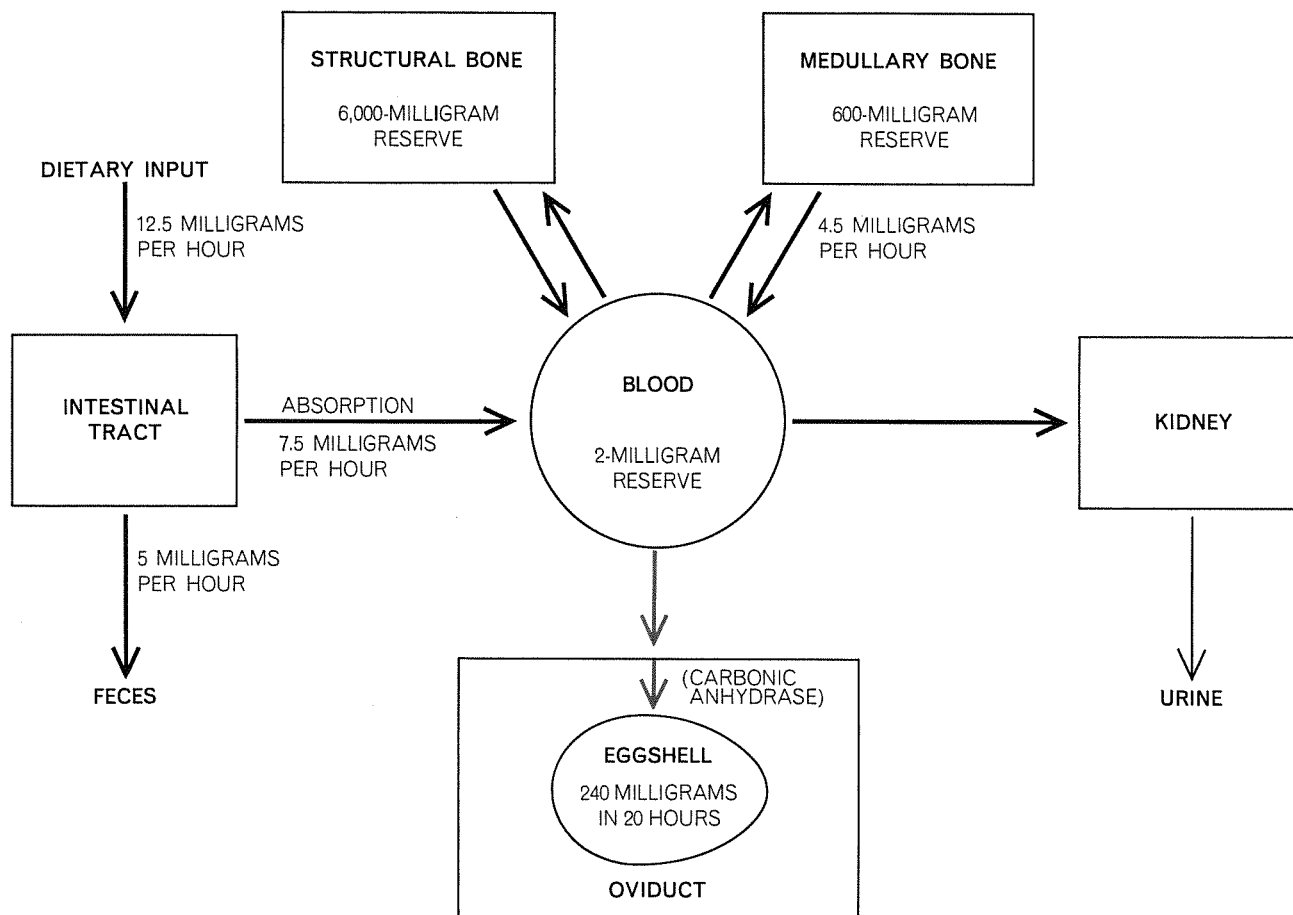 STRUCTURAL BONE
6,000-MILLIGRAM
RESERVE
MEDULLARY BONE
600-MILLIGRAM
RESERVE
DIETARY INPUT
12.5 MILLIGRAMS
PER HOUR
4.5 MILLIGRAMS
PER HOUR
INTESTINAL
TRACT
ABSORPTION
7.5 MILLIGRAMS
PER HOUR
BLOOD
2-MILLIGRAM
RESERVE
KIDNEY
5 MILLIGRAMS
PER HOUR
FECES
(CARBONIC
ANHYDRASE)
URINE
EGGSHELL
240 MILLIGRAMS
IN 20 HOURS
OVIDUCT